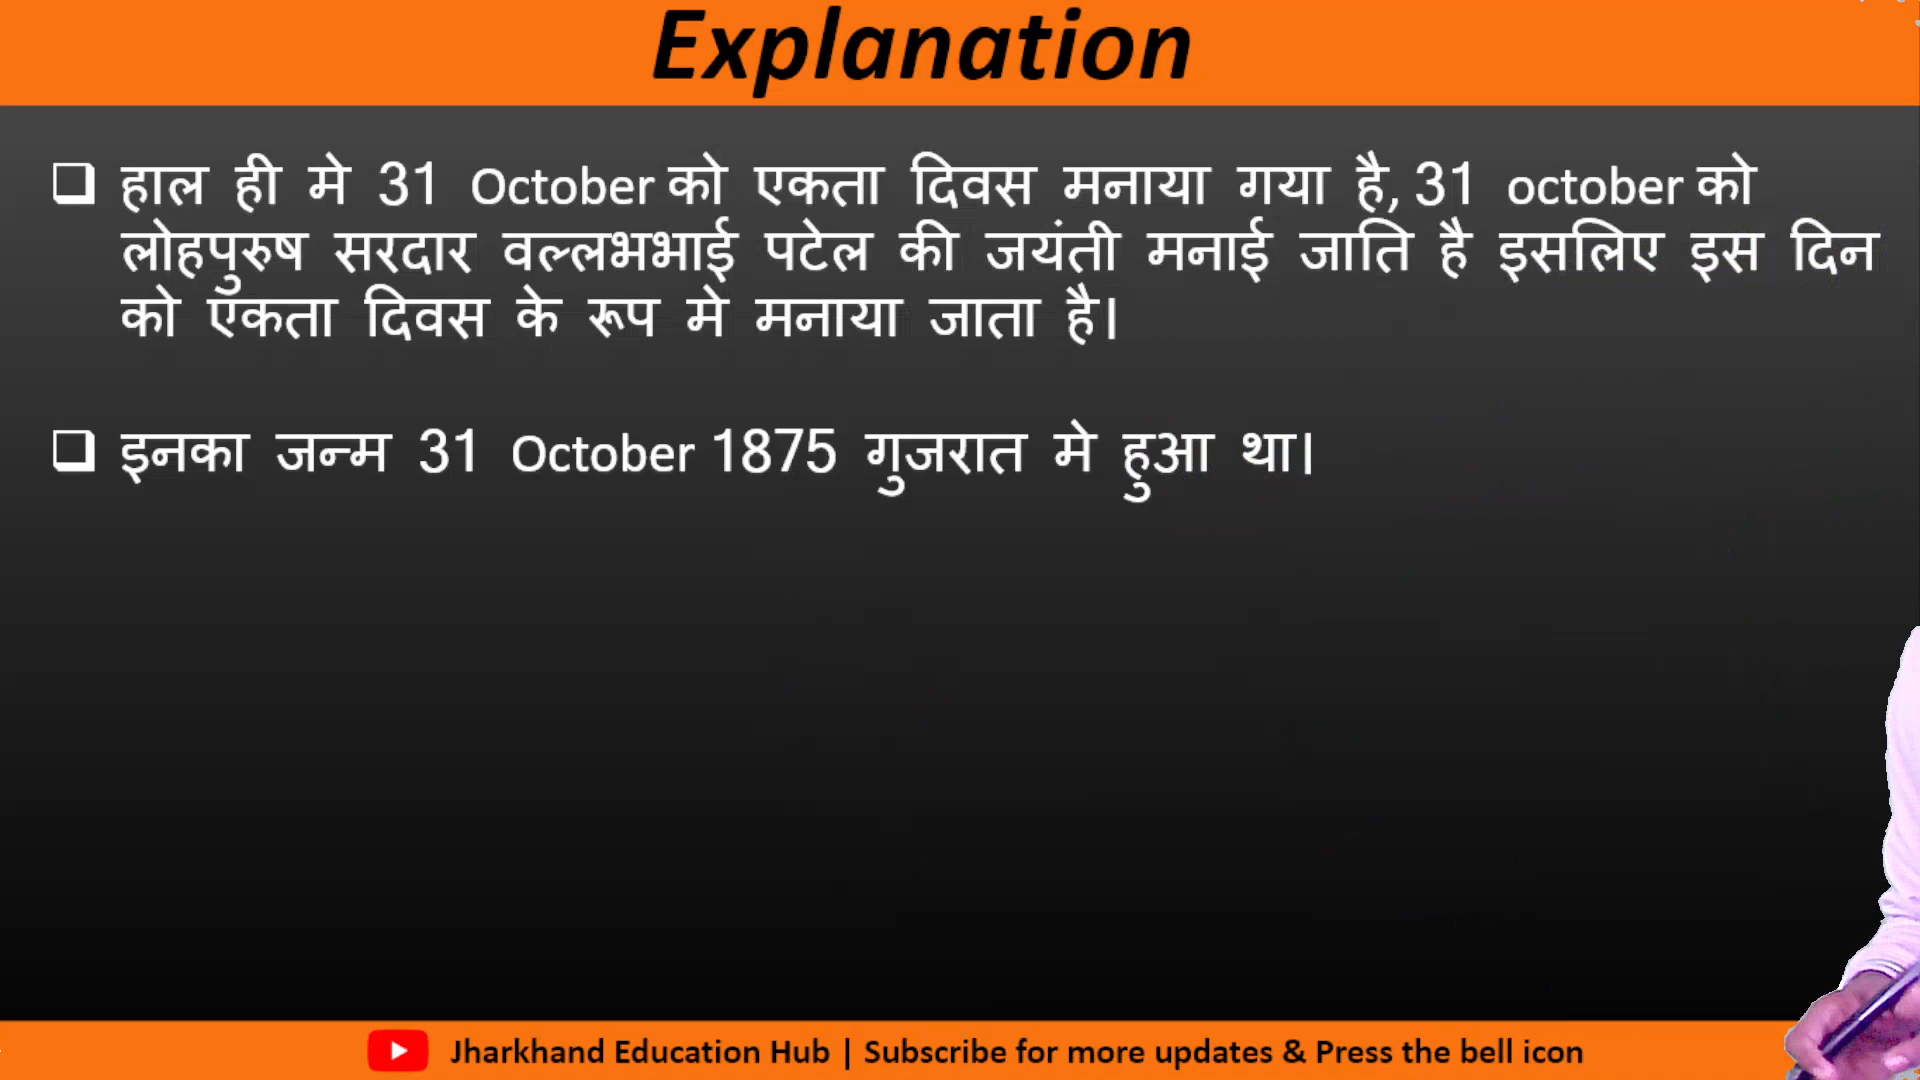 Explanation
हाल ही मे 31 October को एकता दिवस मनाया गया है, 31 october को
लोहपुरुष सरदार वल्लभभाई पटेल की जयंती मनाई जाति है इसलिए इस दिन
को एकता दिवस के रूप मे मनाया जाता है।
इनका जन्म 31 October 1875 गुजरात मे हुआ था।
Jharkhand Education Hub | Subscribe for more updates & Press the bell icon